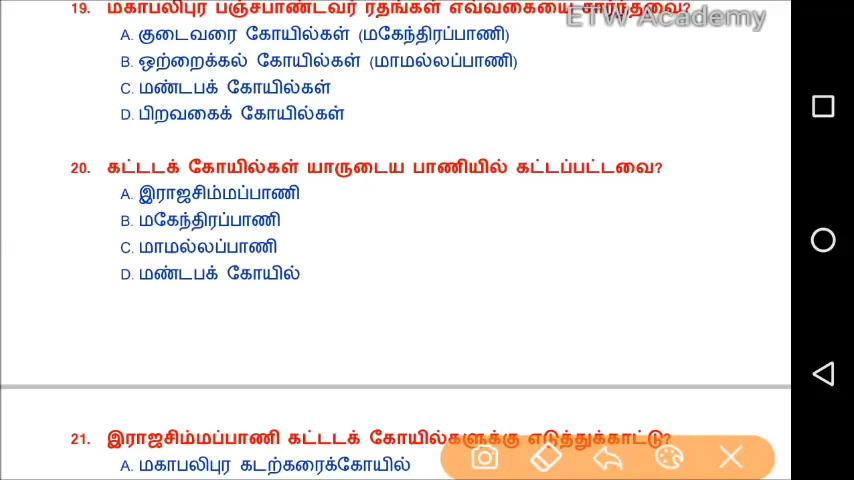 19. மகாபலிபுர பஞ்சபாண்டவர் ரதங்கள் எவ்வகையை சார்ந்தவை?
ETW Academy
A. குடைவரை கோயில்கள் (மகேந்திரப்பாணி)
B. ஒற்றைக்கல் கோயில்கள் (மாமல்லப்பாணி)
C. மண்டபக் கோயில்கள்
D. பிறவகைக் கோயில்கள்
20. கட்டடக் கோயில்கள் யாருடைய பாணியில் கட்டப்பட்டவை?
A. இராஜசிம்மப்பாணி
B. மகேந்திரப்பாணி
C. மாமல்லப்பாணி
D. மண்டபக் கோயில்
21. இராஜசிம்மப்பாணி கட்டடக் கோயில்களுக்கு எடுத்துக்காட்டு?
A. மகாபலிபுர கடற்கரைக்கோயில்